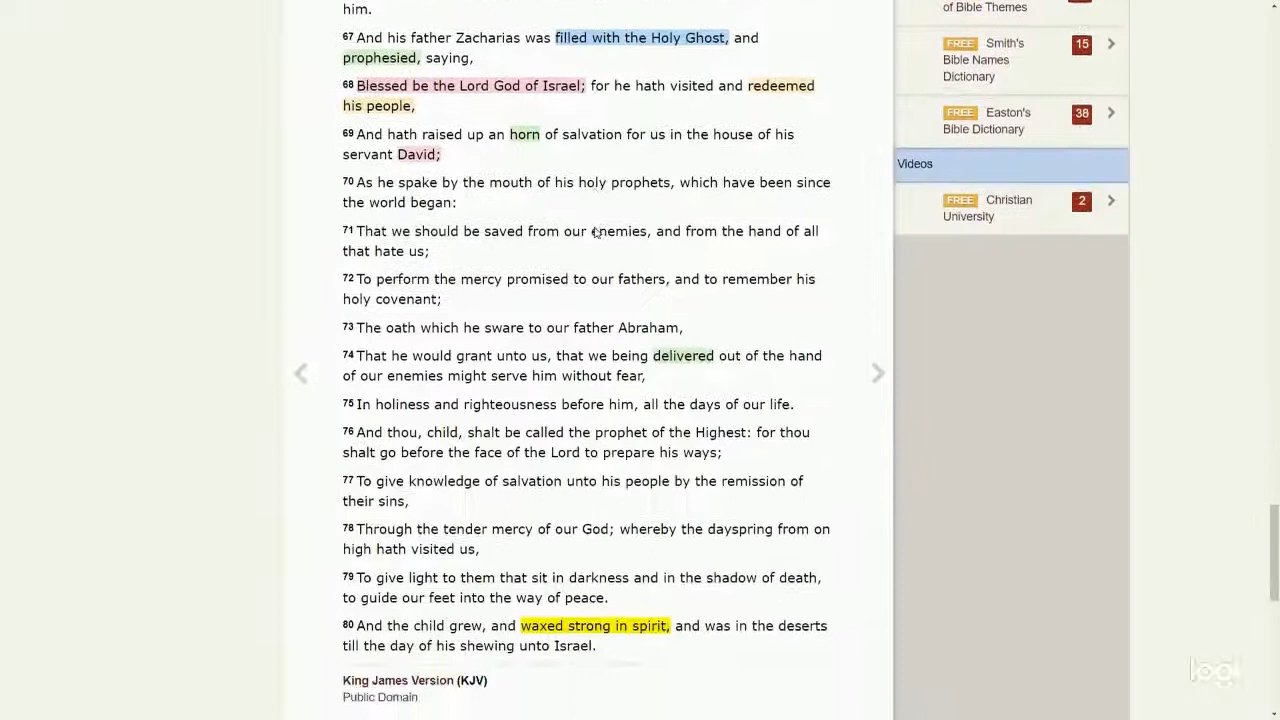 him.
67 And his father Zacharias was filled with the Holy Ghost, and
prophesied, saying,
68 Blessed be the Lord God of Israel; for he hath visited and redeemed
his people,
69 And hath raised up an horn of salvation for us in the house of his
servant David;
70 As he spake by the mouth of his holy prophets, which have been since
the world began:
71 That we should be saved from our enemies, and from the hand of all
that hate us;
72 To perform the mercy promised to our fathers, and to remember his
holy covenant;
73 The oath which he sware to our father Abraham,
74 That he would grant unto us, that we being delivered out of the hand
of our enemies might serve him without fear,
75 In holiness and righteousness before him, all the days of our life.
76 And thou, child, shalt be called the prophet of the Highest: for thou
shalt go before the face of the Lord to prepare his ways;
77 To give knowledge of salvation unto his people by the remission of
their sins,
78 Through the tender mercy of our God; whereby the dayspring from on
high hath visited us,
79 To give light to them that sit in darkness and in the shadow of death,
to guide our feet into the way of peace.
80 And the child grew, and waxed strong in spirit, and was in the deserts
till the day of his shewing unto Israel.
King James Version (KJV)
Public Domain
of Bible Themes
FREE Smith's 15
Bible Names
Dictionary
FREE Easton's 38
Bible Dictionary
Videos
FREE Christian 2
University
logi